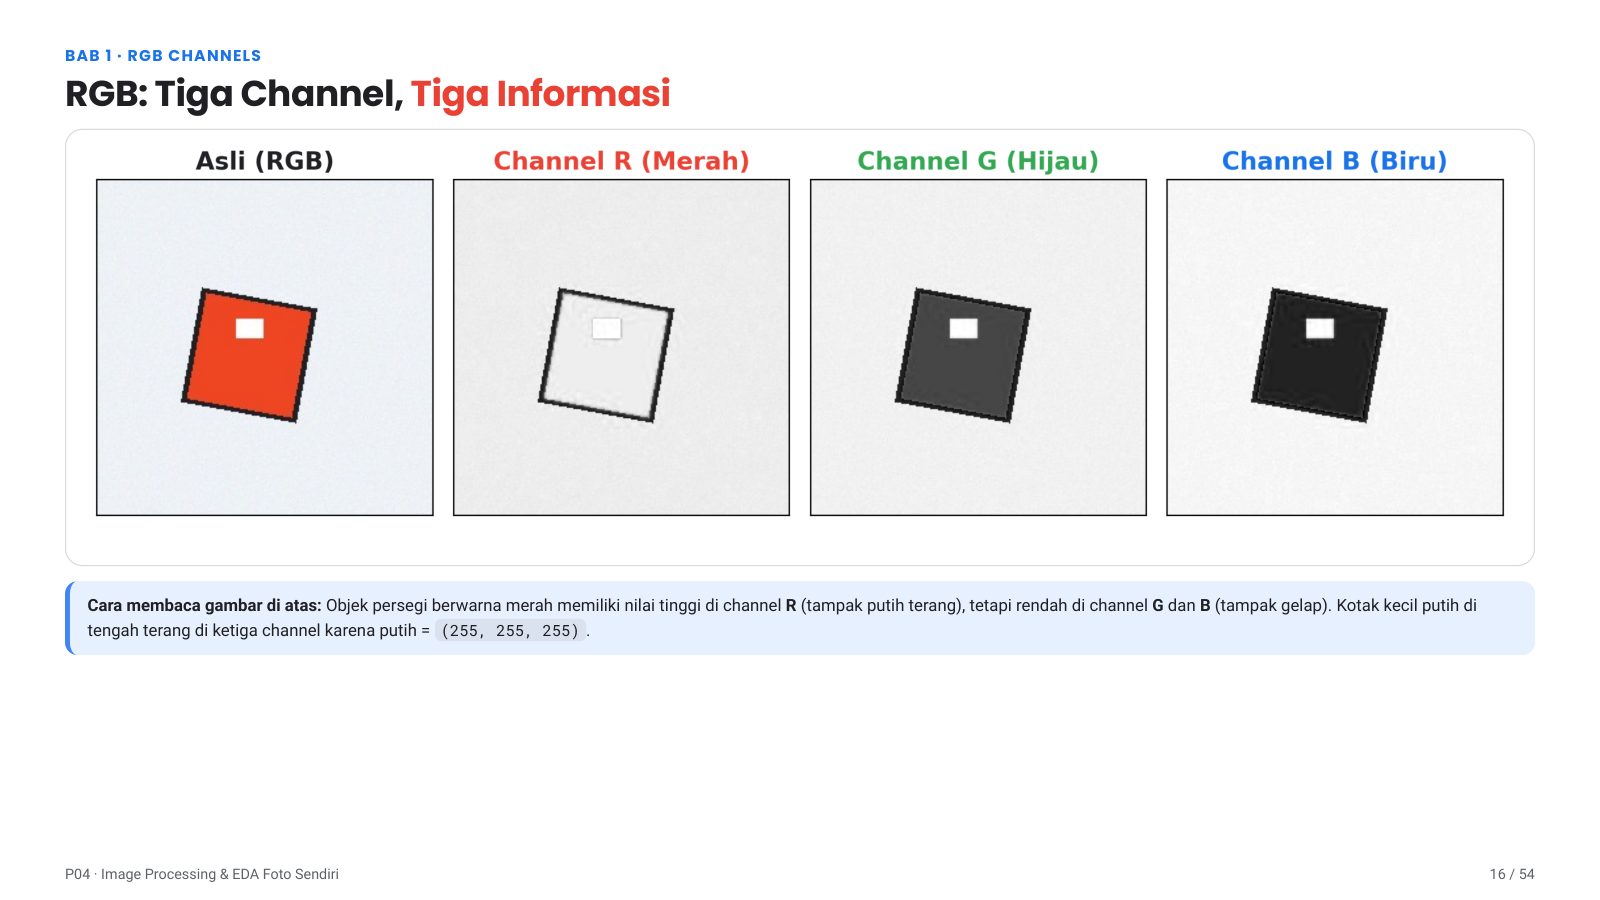 BAB 1 · RGB CHANNELS
RGB: Tiga Channel, Tiga Informasi
Asli (RGB)
Channel R (Merah)
Channel G (Hijau)
Channel B (Biru)
Cara membaca gambar di atas: Objek persegi berwarna merah memiliki nilai tinggi di channel R (tampak putih terang), tetapi rendah di channel G dan B (tampak gelap). Kotak kecil putih di
tengah terang di ketiga channel karena putih = (255, 255, 255).
P04 · Image Processing & EDA Foto Sendiri
16 / 54